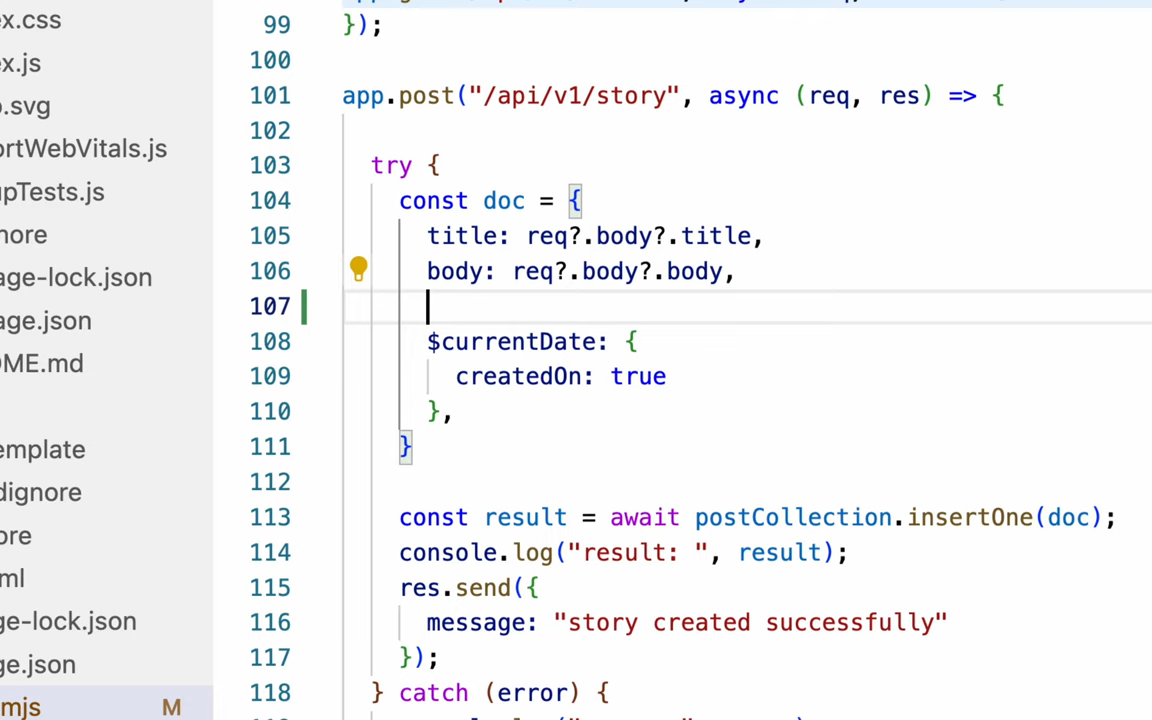 ex.css
ex.js
o.svg
ortWebVitals.js
upTests.js
nore
age-lock.json
age.json
OME.md
emplate
dignore
ore
ml
ge-lock.json
ge.json
mjs M
99 });
100
101 app.post("/api/v1/story", async (req, res) => {
102
103 try {
104 const doc = {
105 title: req?.body?.title,
106 body: req?.body?.body,
107
108 $currentDate: {
109 createdOn: true
110 },
111 }
112
113 const result = await postCollection.insertOne(doc);
114 console.log("result: ", result);
115 res.send({
116 message: "story created successfully"
117 });
118 } catch (error) {